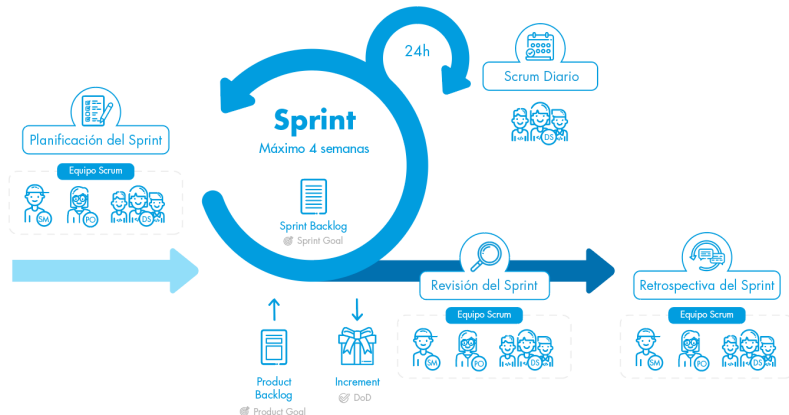 24h
Scrum Diario
DS
Sprint
Máximo 4 semanas
Planificación del Sprint
Equipo Scrum
SM
PO
DS
Sprint Backlog
Sprint Goal
Revisión del Sprint
Equipo Scrum
SM
PO
DS
Retrospectiva del Sprint
Equipo Scrum
SM
PO
DS
Product
Backlog
Product Goal
Increment
DoD